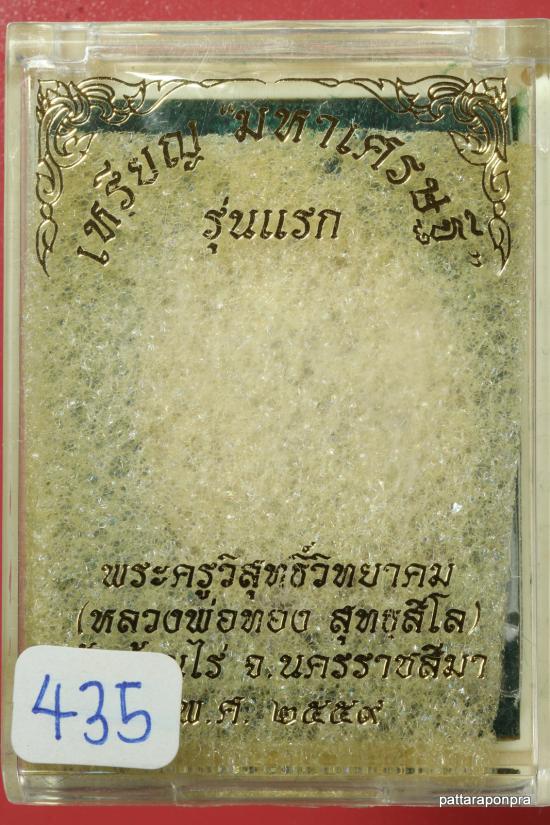 เหรียญ "มหาเศรษฐี"
รุ่นแรก
พระครูวิสุทธิ์วิทยาคม
(หลวงพ่อทอง สุทธสีโล)
ไร่ จ.นครราชสีมา
พ.ศ. ๒๕๕๙
435
pattaraponpra